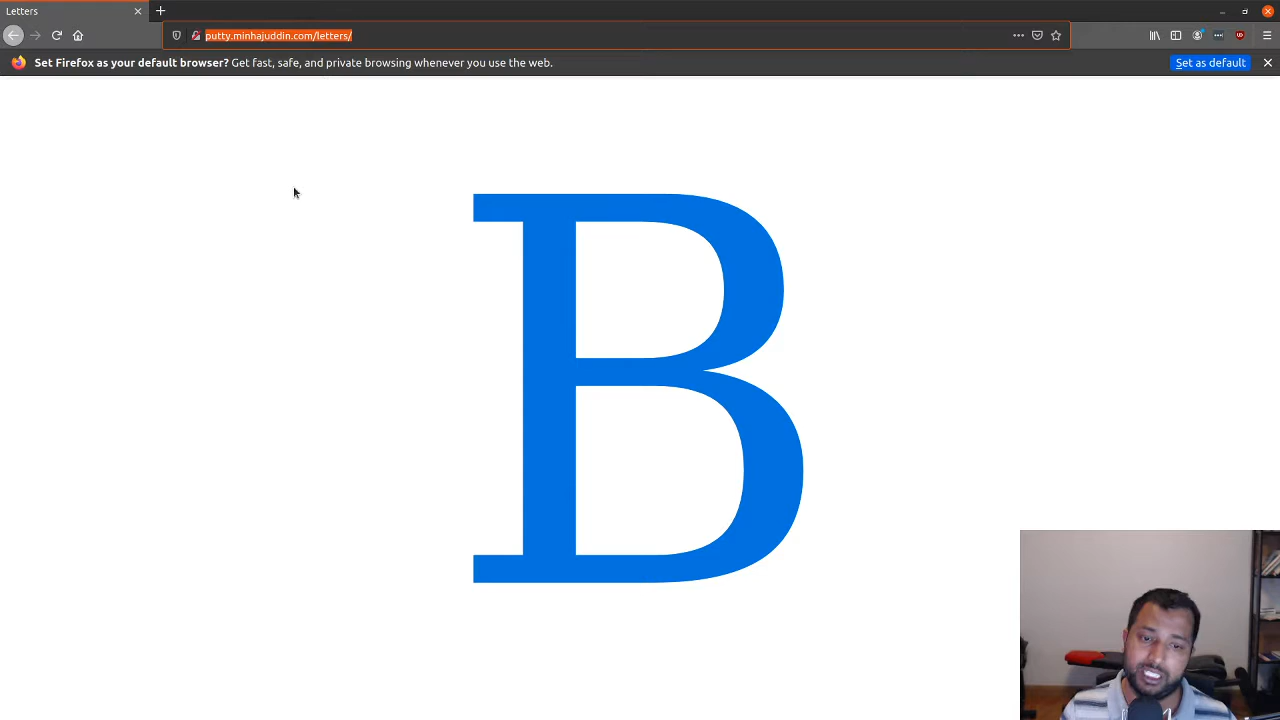 Letters
putty.minhajuddin.com/letters/
Set Firefox as your default browser? Get fast, safe, and private browsing whenever you use the web.
Set as default
B